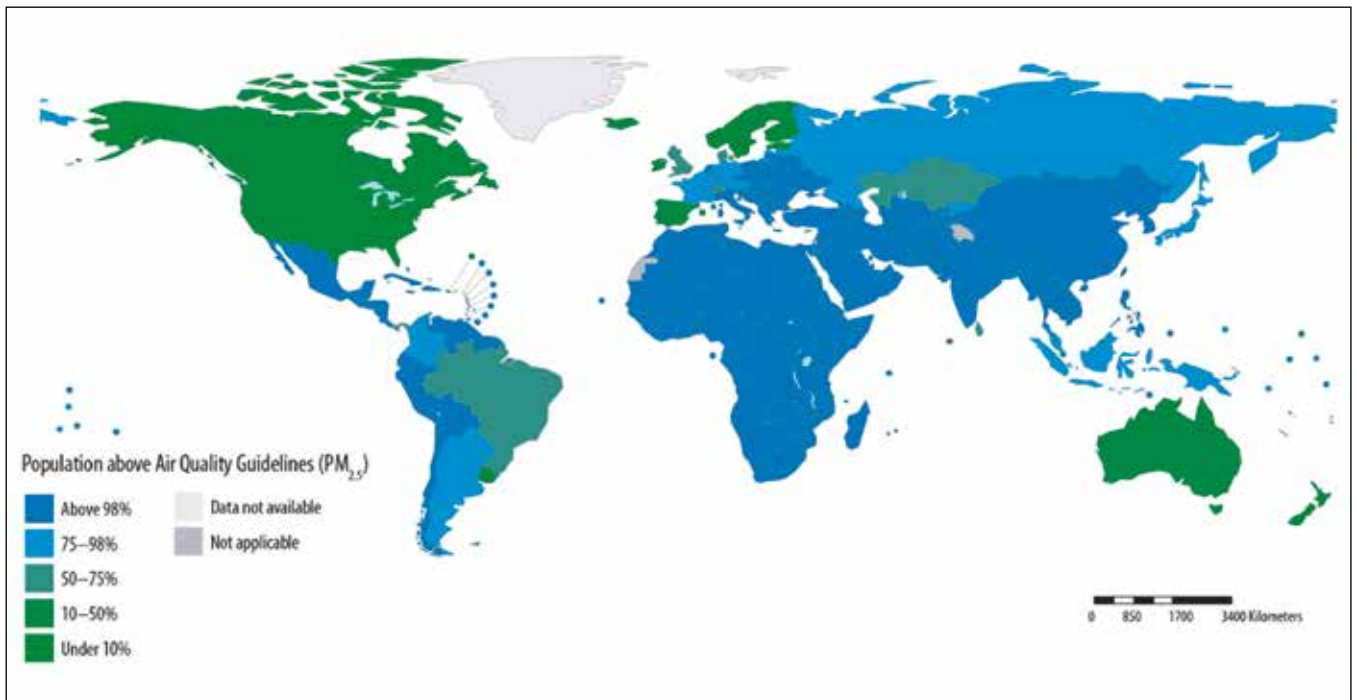 Population above Air Quality Guidelines (PM2.5)
Above 98%
75–98%
50–75%
10–50%
Under 10%
Data not available
Not applicable
0 850 1700 3400 Kilometers